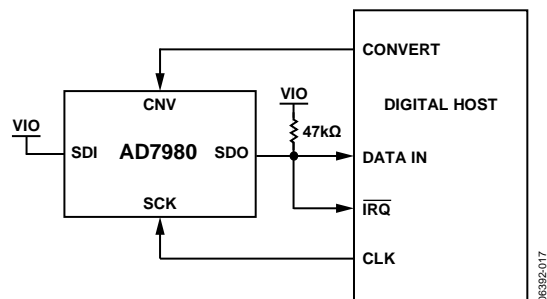 CONVERT
VIO
CNV
VIO
DIGITAL HOST
47kΩ
SDI
AD7980
SDO
DATA IN
SCK
IRQ
CLK
06392-017